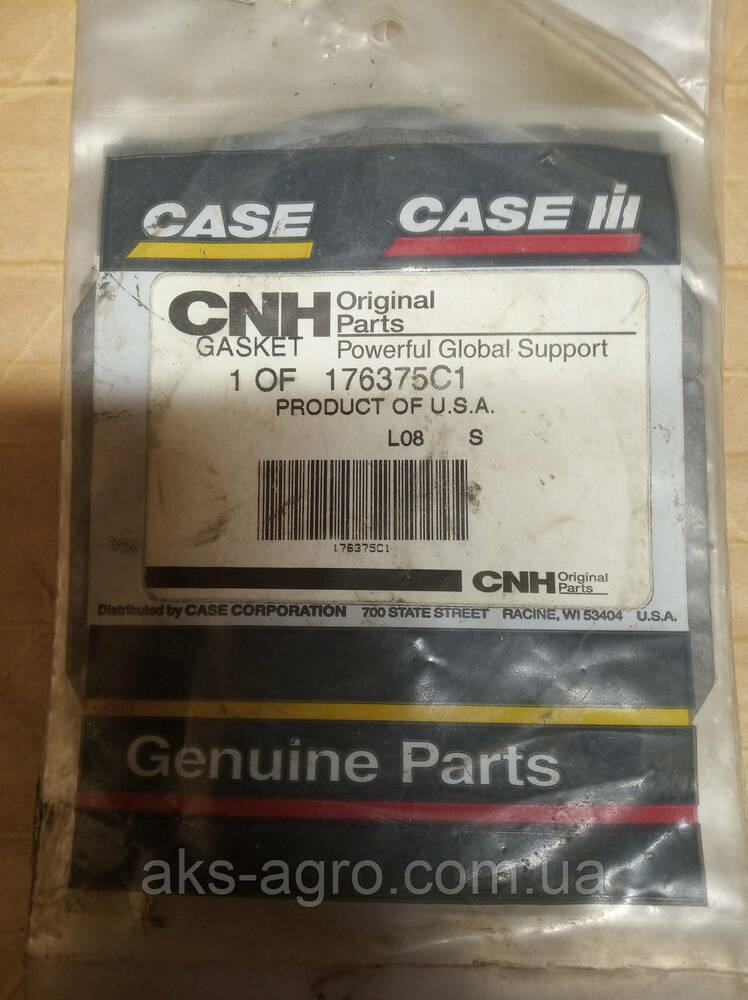 CASE CASE IH
CNH Original Parts
GASKET Powerful Global Support
1 OF 176375C1
PRODUCT OF U.S.A.
L08 S
176375C1
CNH Original Parts
Distributed by CASE CORPORATION 700 STATE STREET RACINE, WI 53404 U.S.A.
Genuine Parts
aks-agro.com.ua